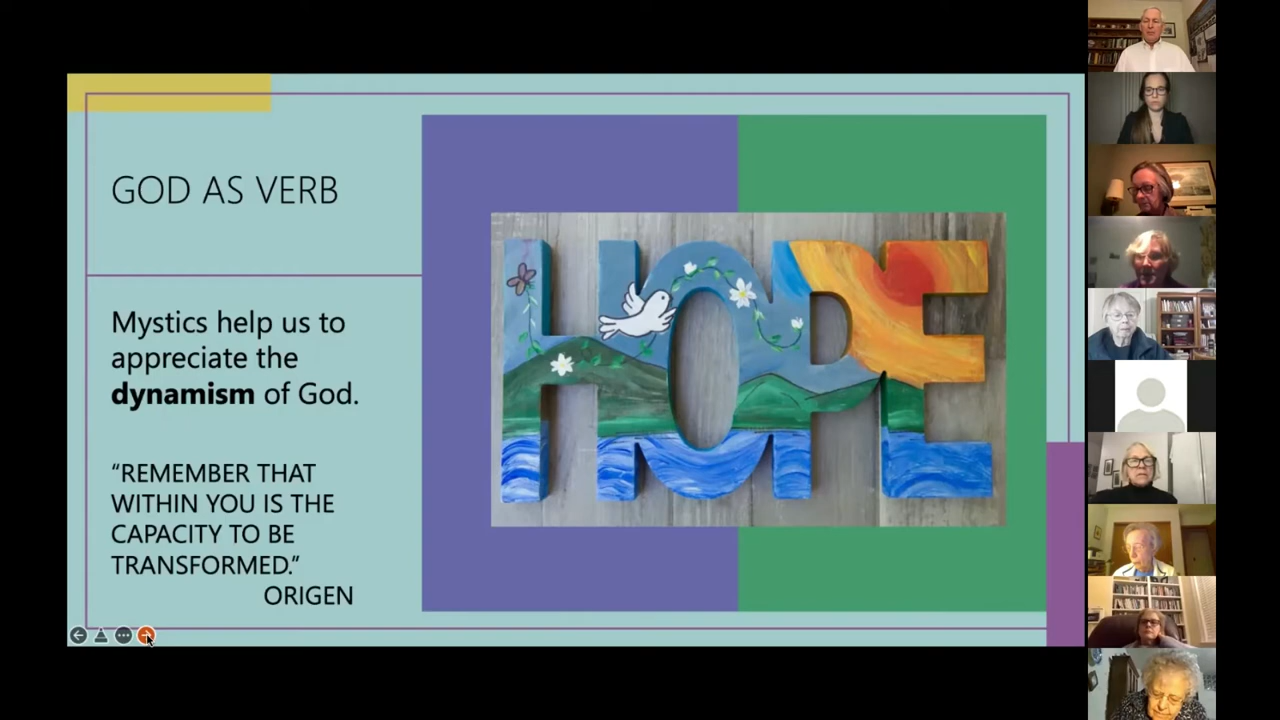 GOD AS VERB
Mystics help us to
appreciate the
dynamism of God.
“REMEMBER THAT
WITHIN YOU IS THE
CAPACITY TO BE
TRANSFORMED.”
ORIGEN
HOPE